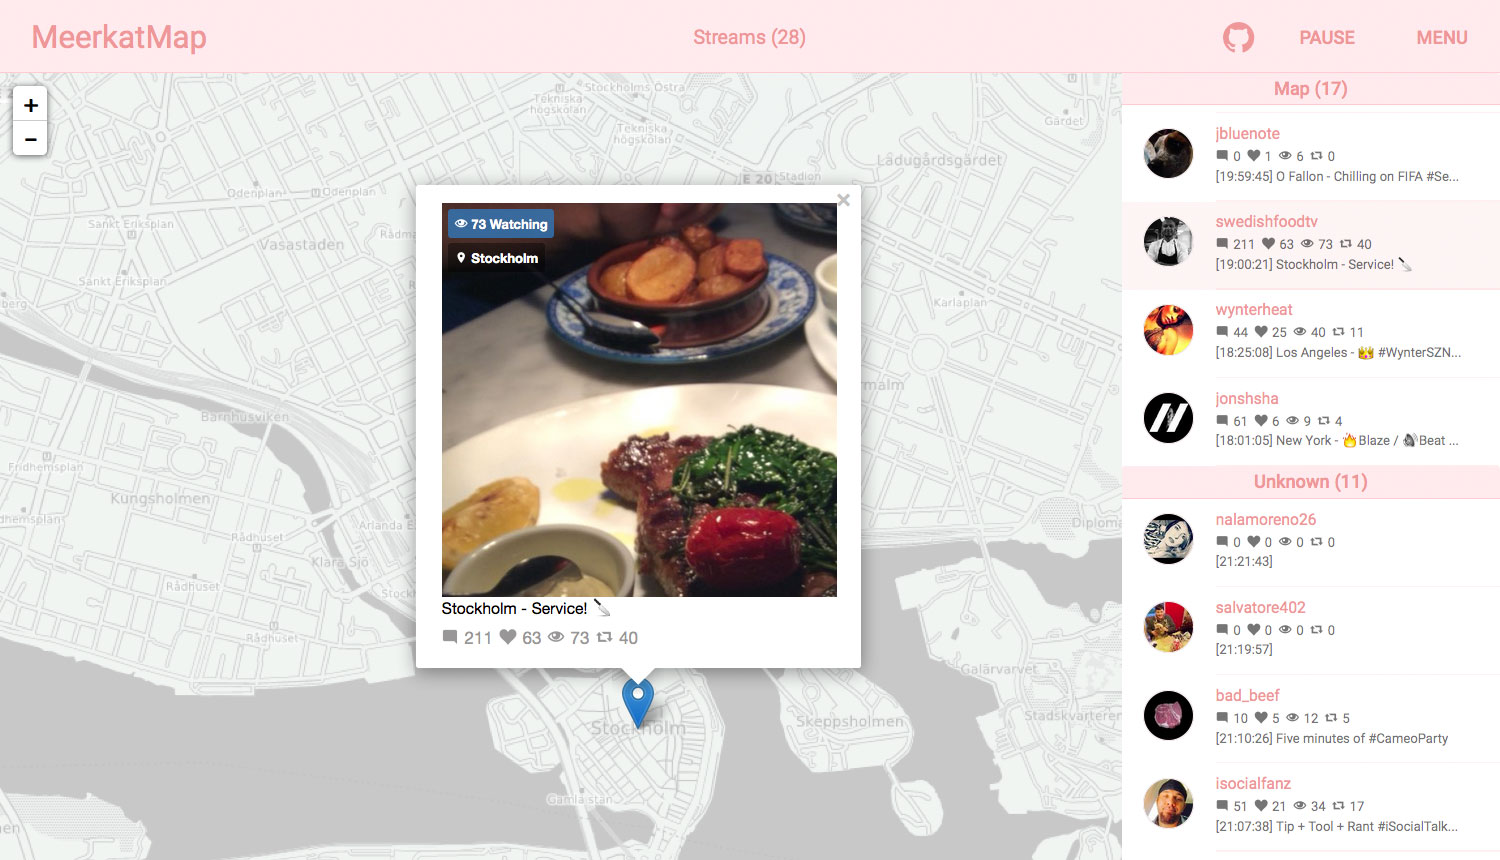 MeerkatMap
Streams (28)
PAUSE
MENU
+
-
Stockholms Östra
Tekniska
högskolan
Tekniska
högskolan
Gärdet
Lädugårdsgärdet
E 20
Stadion
Odenplan
Odenplan
Sankt Eriksplan
Vasastaden
Sankt Eriksplan
Karlaplan
Barnhusviken
Fridhemsplan
Kungsholmen
Arlanda E
Rådhuset
Klara Sjö
Rådhuset
Rådhuset
Diploma
Galärvarvet
Stadskvarteren
Skeppsholmen
Stockholm
Gamla stan
×
73 Watching
Stockholm
Stockholm - Service! 🔪
211 63 73 40
Map (17)
jbluenote
0 1 6 0
[19:59:45] O Fallon - Chilling on FIFA #Se...
swedishfoodtv
211 63 73 40
[19:00:21] Stockholm - Service! 🔪
wynterheat
44 25 40 11
[18:25:08] Los Angeles - 👑 #WynterSZN...
jonshsha
61 6 9 4
[18:01:05] New York - 🔥Blaze / 🔊Beat ...
Unknown (11)
nalamoreno26
0 0 0 0
[21:21:43]
salvatore402
0 0 0 0
[21:19:57]
bad_beef
10 5 12 5
[21:10:26] Five minutes of #CameoParty
isocialfanz
51 21 34 17
[21:07:38] Tip + Tool + Rant #iSocialTalk...